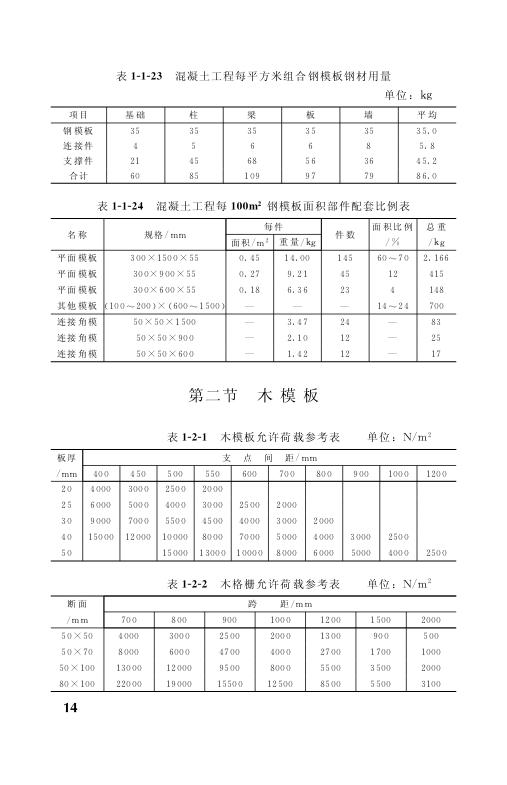 表 1-1-23 混凝土工程每平方米组合钢模板钢材用量
单位：kg
项目 基础 柱 梁 板 墙 平均
钢模板 35 35 35 35 35 35.0
连接件 4 5 6 6 8 5.8
支撑件 21 45 68 56 36 45.2
合计 60 85 109 97 79 86.0
表 1-1-24 混凝土工程每 100m² 钢模板面积部件配套比例表
名称 规格/mm 每件 件数 面积比例/% 总重/kg
面积/m² 重量/kg
平面模板 300×1500×55 0.45 14.00 145 60～70 2.166
平面模板 300×900×55 0.27 9.21 45 12 415
平面模板 300×600×55 0.18 6.36 23 4 148
其他模板 (100～200)×(600～1500) — — — 14～24 700
连接角模 50×50×1500 — 3.47 24 — 83
连接角模 50×50×900 — 2.10 12 — 25
连接角模 50×50×600 — 1.42 12 — 17
第二节 木模板
表 1-2-1 木模板允许荷载参考表 单位：N/m²
板厚/mm 支点间距/mm
400 450 500 550 600 700 800 900 1000 1200
20 4000 3000 2500 2000
25 6000 5000 4000 3000 2500 2000
30 9000 7000 5500 4500 4000 3000 2000
40 15000 12000 10000 8000 7000 5000 4000 3000 2500
50 15000 13000 10000 8000 6000 5000 4000 2500
表 1-2-2 木格栅允许荷载参考表 单位：N/m²
断面/mm 跨距/mm
700 800 900 1000 1200 1500 2000
50×50 4000 3000 2500 2000 1300 900 500
50×70 8000 6000 4700 4000 2700 1700 1000
50×100 13000 12000 9500 8000 5500 3500 2000
80×100 22000 19000 15500 12500 8500 5500 3100
14